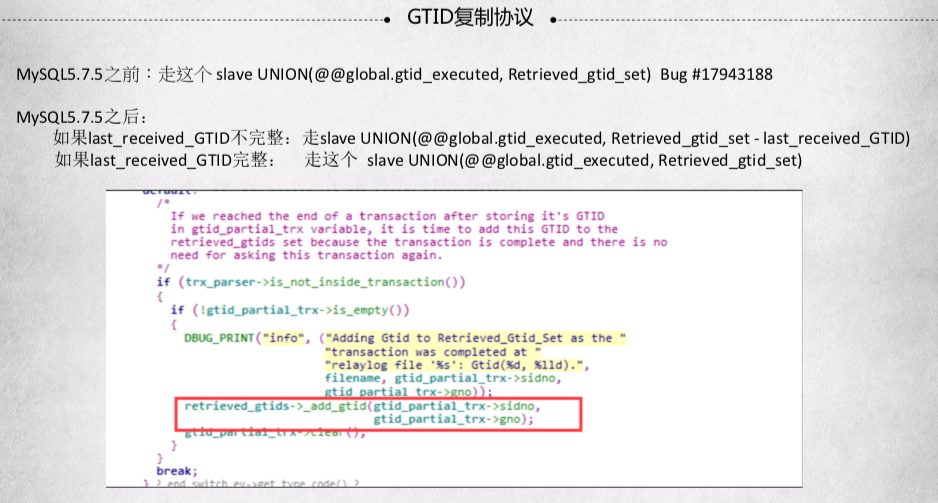 GTID复制协议
MySQL5.7.5之前：走这个 slave UNION(@@global.gtid_executed, Retrieved_gtid_set) Bug #17943188
MySQL5.7.5之后：
如果last_received_GTID不完整：走slave UNION(@@global.gtid_executed, Retrieved_gtid_set - last_received_GTID)
如果last_received_GTID完整： 走这个 slave UNION(@@global.gtid_executed, Retrieved_gtid_set)
default:
/*
If we reached the end of a transaction after storing it's GTID
in gtid_partial_trx variable, it is time to add this GTID to the
retrieved_gtids set because the transaction is complete and there is no
need for asking this transaction again.
*/
if (trx_parser->is_not_inside_transaction())
{
if (!gtid_partial_trx->is_empty())
{
DBUG_PRINT("info", ("Adding Gtid to Retrieved_Gtid_Set as the "
"transaction was completed at "
"relaylog file '%s': Gtid(%d, %lld).",
filename, gtid_partial_trx->sidno,
gtid_partial_trx->gno));
retrieved_gtids->_add_gtid(gtid_partial_trx->sidno,
gtid_partial_trx->gno);
gtid_partial_trx->clear();
}
}
break;
} ? end switch ev->get_type_code() ?